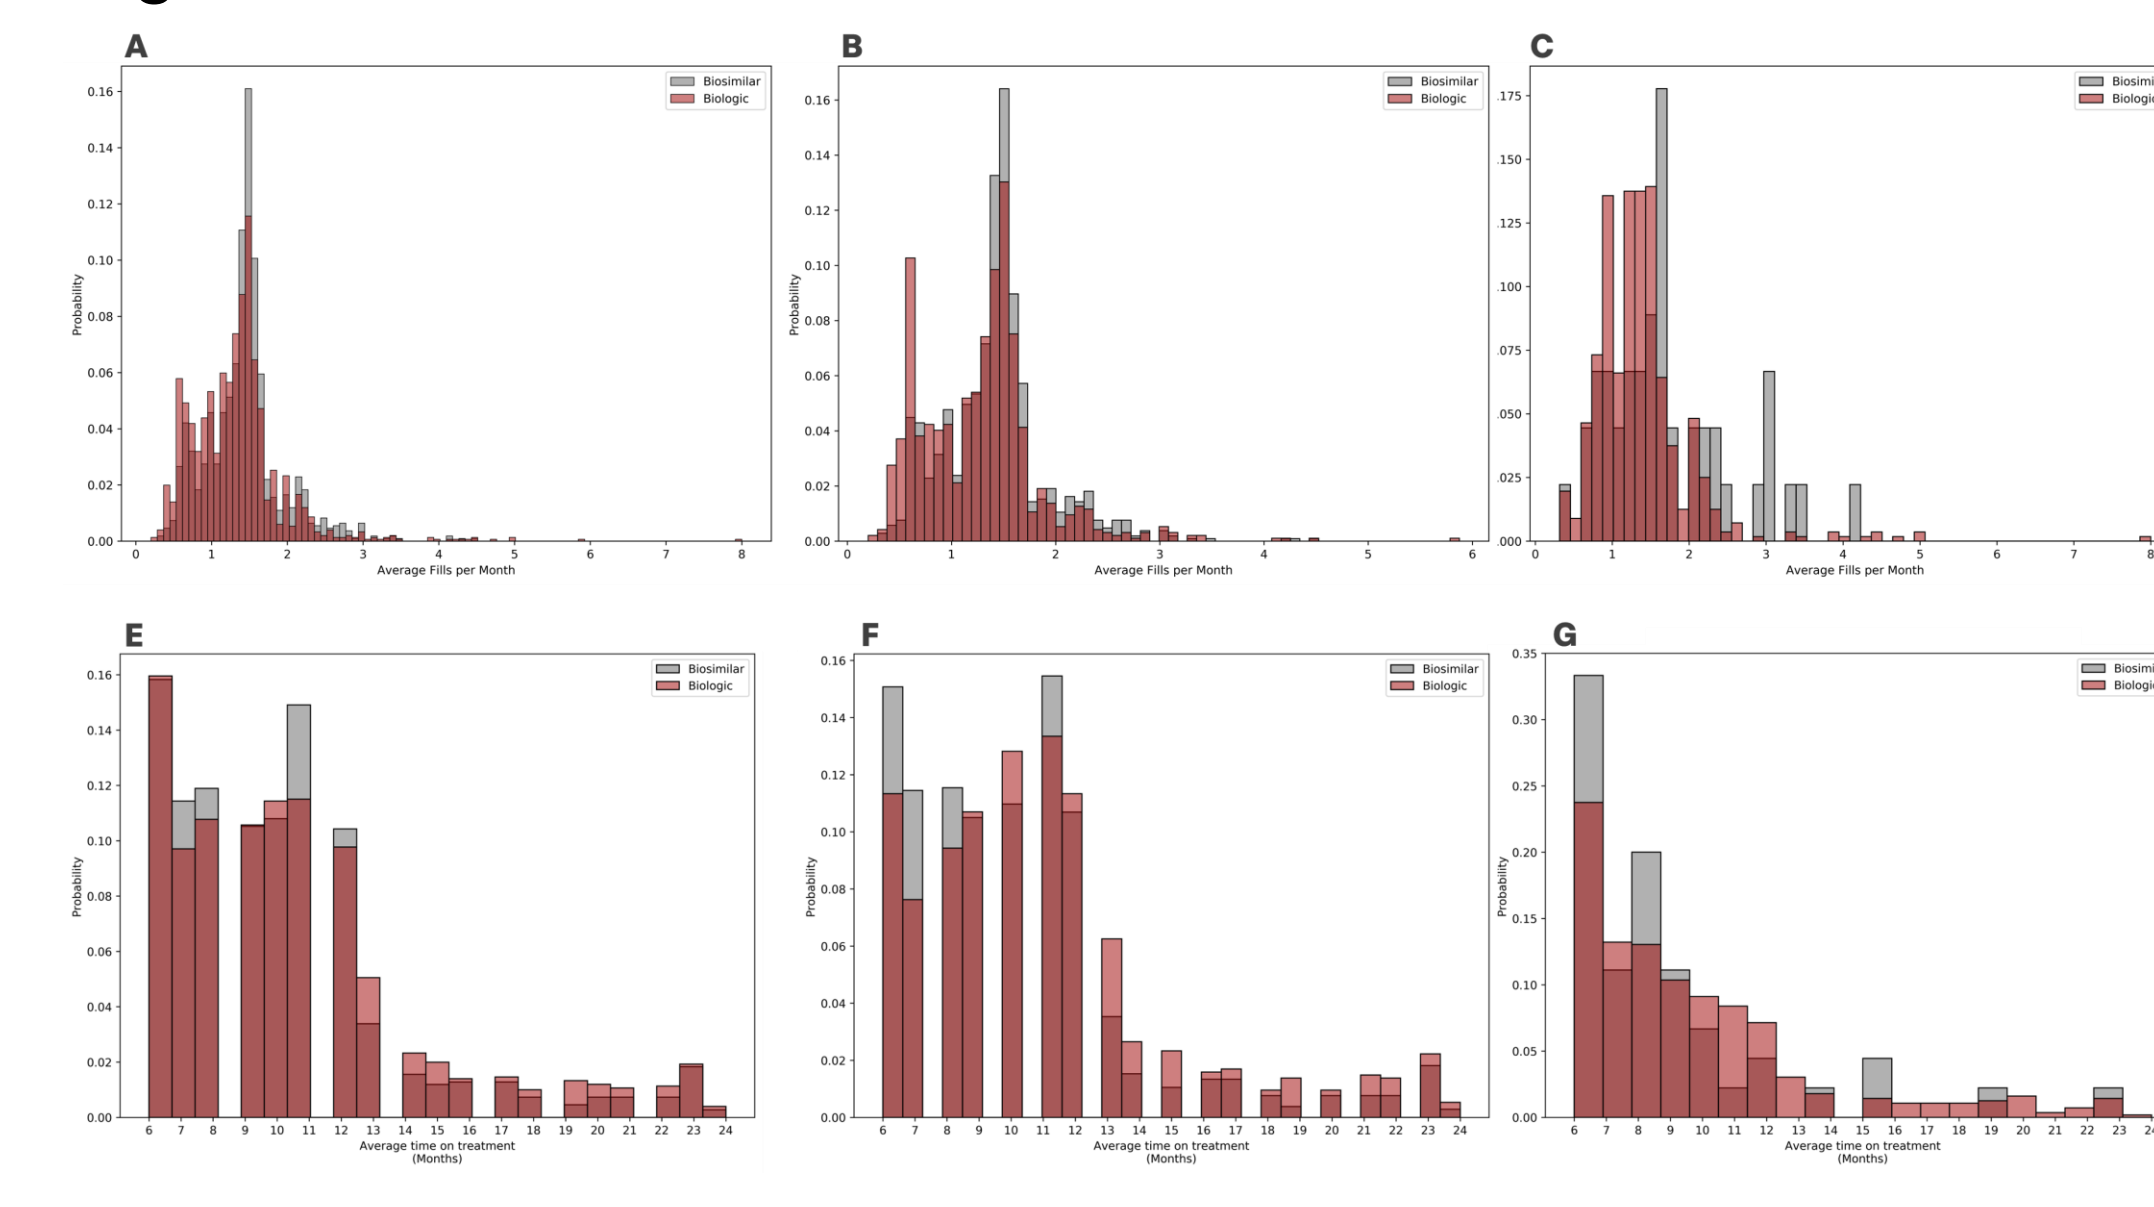 A
B
C
Biosimilar
Biologic
Biosimilar
Biologic
Biosimi
Biologi
0.16
0.14
0.12
0.10
0.08
0.06
0.04
0.02
0.00
Probability
0 1 2 3 4 5 6 7 8
Average Fills per Month
0.16
0.14
0.12
0.10
0.08
0.06
0.04
0.02
0.00
Probability
0 1 2 3 4 5 6
Average Fills per Month
.175
.150
.125
.100
.075
.050
.025
.000
0 1 2 3 4 5 6 7 8
Average Fills per Month
E
F
G
Biosimilar
Biologic
Biosimilar
Biologic
Biosimi
Biologi
0.16
0.14
0.12
0.10
0.08
0.06
0.04
0.02
0.00
Probability
6 7 8 9 10 11 12 13 14 15 16 17 18 19 20 21 22 23 24
Average time on treatment
(Months)
0.16
0.14
0.12
0.10
0.08
0.06
0.04
0.02
0.00
Probability
6 7 8 9 10 11 12 13 14 15 16 17 18 19 20 21 22 23 24
Average time on treatment
(Months)
0.35
0.30
0.25
0.20
0.15
0.10
0.05
0.00
Probability
6 7 8 9 10 11 12 13 14 15 16 17 18 19 20 21 22 23 2
Average time on treatment
(Months)